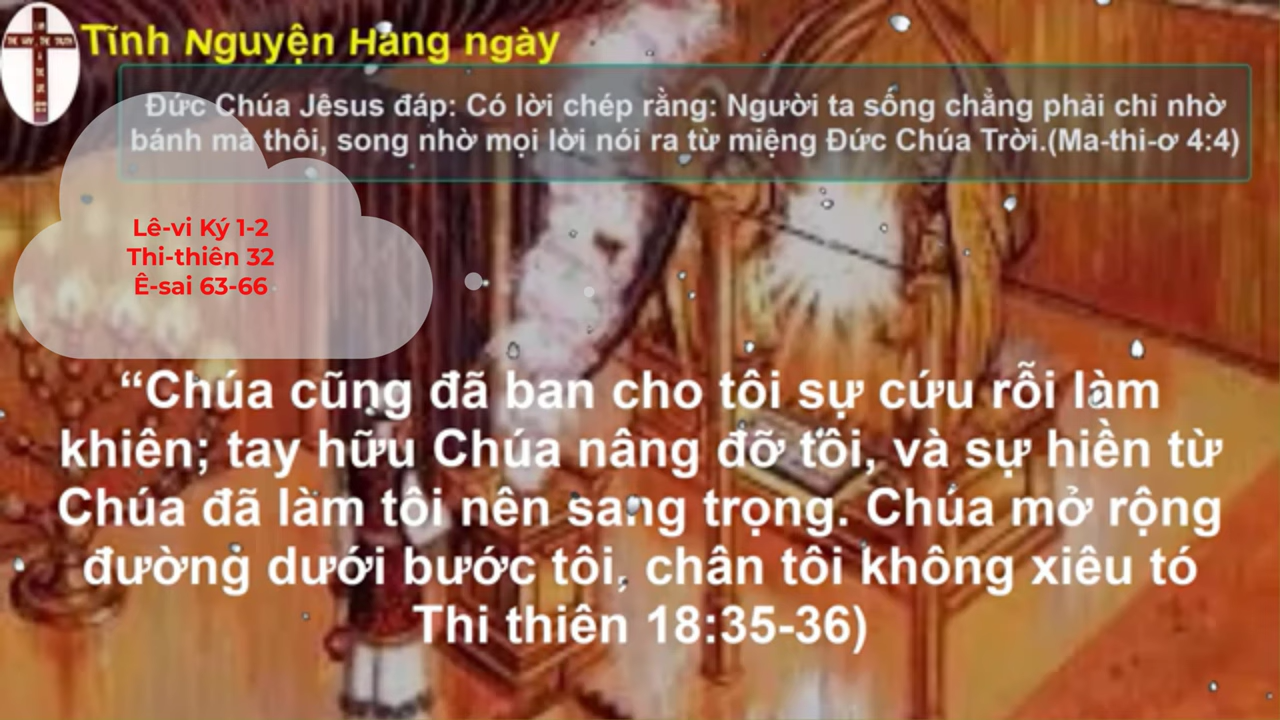 Tĩnh Nguyện Hàng ngày
Đức Chúa Jêsus đáp: Có lời chép rằng: Người ta sống chẳng phải chỉ nhờ
bánh mà thôi, song nhờ mọi lời nói ra từ miệng Đức Chúa Trời.(Ma-thi-ơ 4:4)
Lê-vi Ký 1-2
Thi-thiên 32
Ê-sai 63-66
“Chúa cũng đã ban cho tôi sự cứu rỗi làm
khiên; tay hữu Chúa nâng đỡ tôi, và sự hiền từ
Chúa đã làm tôi nên sang trọng. Chúa mở rộng
đường dưới bước tôi, chân tôi không xiêu tó
Thi thiên 18:35-36)